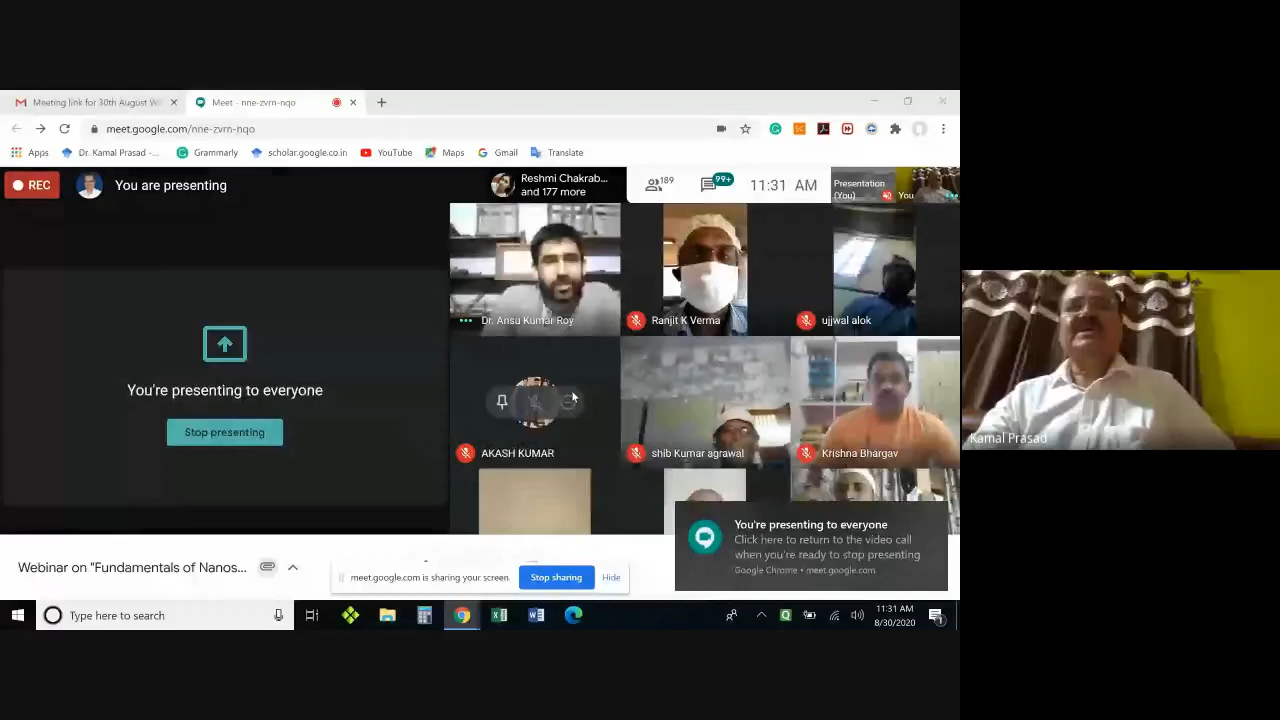 Meeting link for 30th August W
Meet - nne-zvrn-nqo
meet.google.com/nne-zvrn-nqo
Apps
Dr. Kamal Prasad -...
Grammarly
scholar.google.co.in
YouTube
Maps
Gmail
Translate
REC
You are presenting
Reshmi Chakrab...
and 177 more
189
99+
11:31 AM
Presentation
(You)
You
Dr. Ansu Kumar Roy
Ranjit K Verma
ujjwal alok
You're presenting to everyone
Stop presenting
AKASH KUMAR
shib Kumar agrawal
Krishna Bhargav
Kamal Prasad
You're presenting to everyone
Click here to return to the video call
when you're ready to stop presenting
Google Chrome • meet.google.com
Webinar on "Fundamentals of Nanos...
meet.google.com is sharing your screen.
Stop sharing
Hide
Type here to search
11:31 AM
8/30/2020